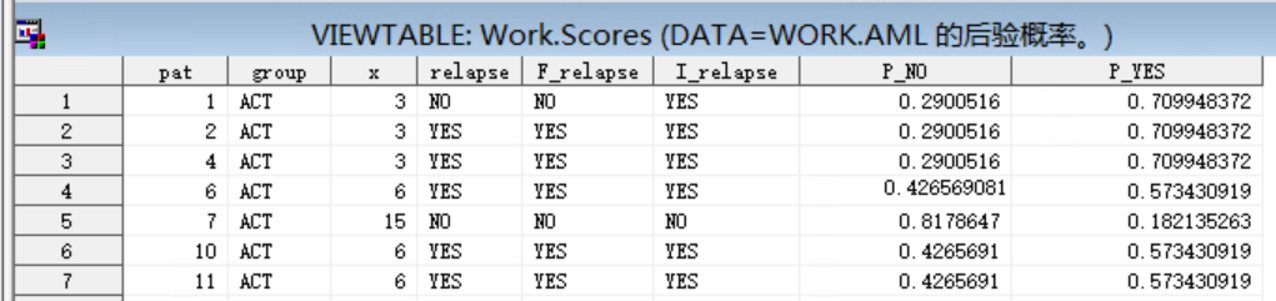 VIEWTABLE: Work.Scores (DATA=WORK.AML 的后验概率。)
pat group x relapse F_relapse I_relapse P_NO P_YES
1 1 ACT 3 NO NO YES 0.2900516 0.709948372
2 2 ACT 3 YES YES YES 0.2900516 0.709948372
3 4 ACT 3 YES YES YES 0.2900516 0.709948372
4 6 ACT 6 YES YES YES 0.426569081 0.573430919
5 7 ACT 15 NO NO NO 0.8178647 0.182135263
6 10 ACT 6 YES YES YES 0.4265691 0.573430919
7 11 ACT 6 YES YES YES 0.4265691 0.573430919